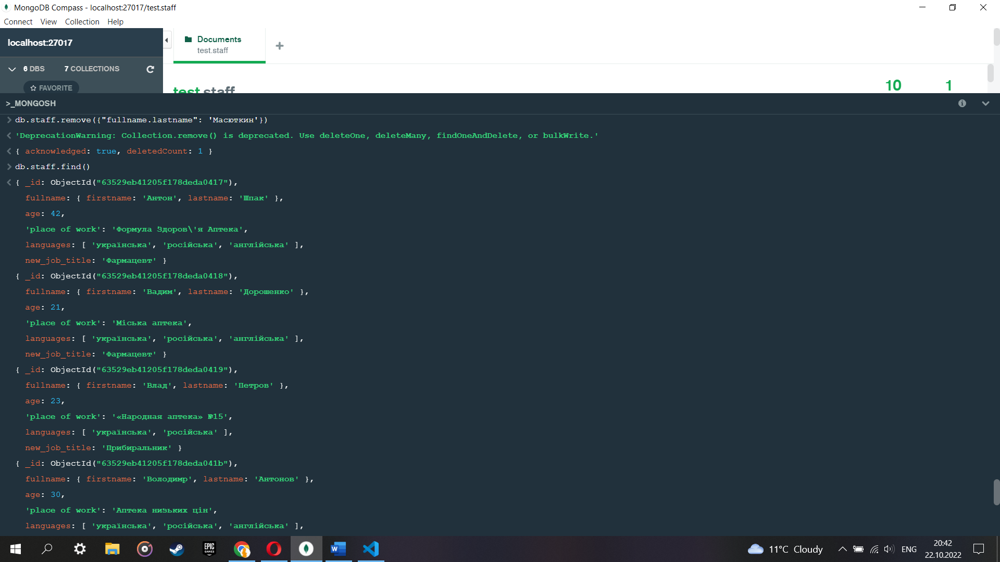 MongoDB Compass - localhost:27017/test.staff
Connect View Collection Help
localhost:27017
Documents
test.staff
6 DBS 7 COLLECTIONS
FAVORITE
test.staff
10 1
>_MONGOSH
db.staff.remove({"fullname.lastname": 'Масюткин'})
'DeprecationWarning: Collection.remove() is deprecated. Use deleteOne, deleteMany, findOneAndDelete, or bulkWrite.'
{ acknowledged: true, deletedCount: 1 }
db.staff.find()
{ _id: ObjectId("63529eb41205f178deda0417"),
fullname: { firstname: 'Антон', lastname: 'Шпак' },
age: 42,
'place of work': 'Формула Здоров\'я Аптека',
languages: [ 'українська', 'російська', 'англійська' ],
new_job_title: 'Фармацевт' }
{ _id: ObjectId("63529eb41205f178deda0418"),
fullname: { firstname: 'Вадим', lastname: 'Дорошенко' },
age: 21,
'place of work': 'Міська аптека',
languages: [ 'українська', 'російська', 'англійська' ],
new_job_title: 'Фармацевт' }
{ _id: ObjectId("63529eb41205f178deda0419"),
fullname: { firstname: 'Влад', lastname: 'Петров' },
age: 23,
'place of work': '«Народная аптека» №15',
languages: [ 'українська', 'російська' ],
new_job_title: 'Прибиральник' }
{ _id: ObjectId("63529eb41205f178deda041b"),
fullname: { firstname: 'Володимр', lastname: 'Антонов' },
age: 30,
'place of work': 'Аптека низьких цін',
languages: [ 'українська', 'російська', 'англійська' ],
EPIC GAMES
11°C Cloudy
ENG
20:42
22.10.2022